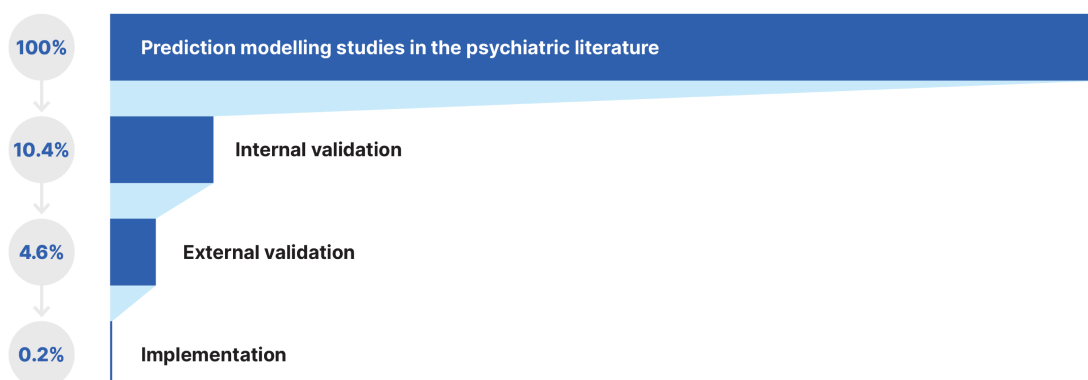 100%
Prediction modelling studies in the psychiatric literature
10.4%
Internal validation
4.6%
External validation
0.2%
Implementation